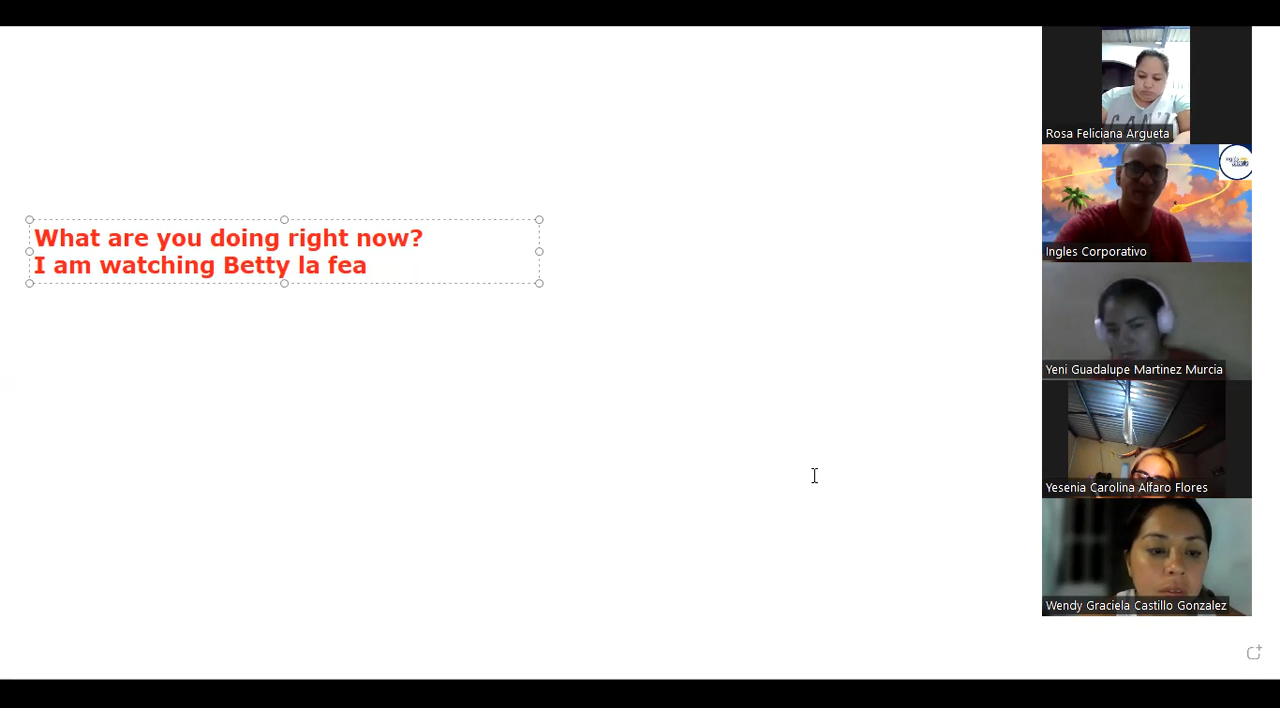 What are you doing right now?
I am watching Betty la fea
Rosa Feliciana Argueta
Ingles Corporativo
Yeni Guadalupe Martinez Murcia
Yesenia Carolina Alfaro Flores
Wendy Graciela Castillo Gonzalez